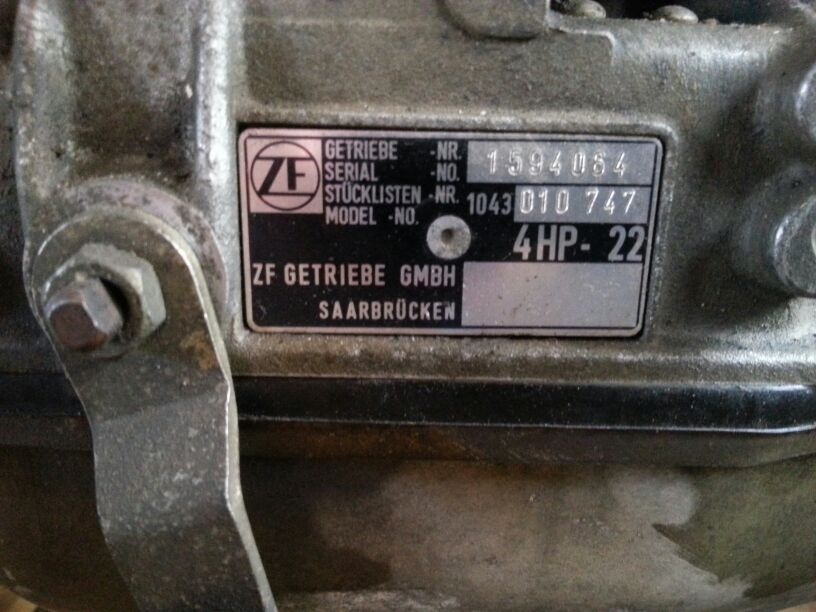 ZF
GETRIEBE -NR. 1594064
SERIAL -NO.
STÜCKLISTEN -NR. 1043 010 747
MODEL -NO.
4HP- 22
ZF GETRIEBE GMBH
SAARBRÜCKEN